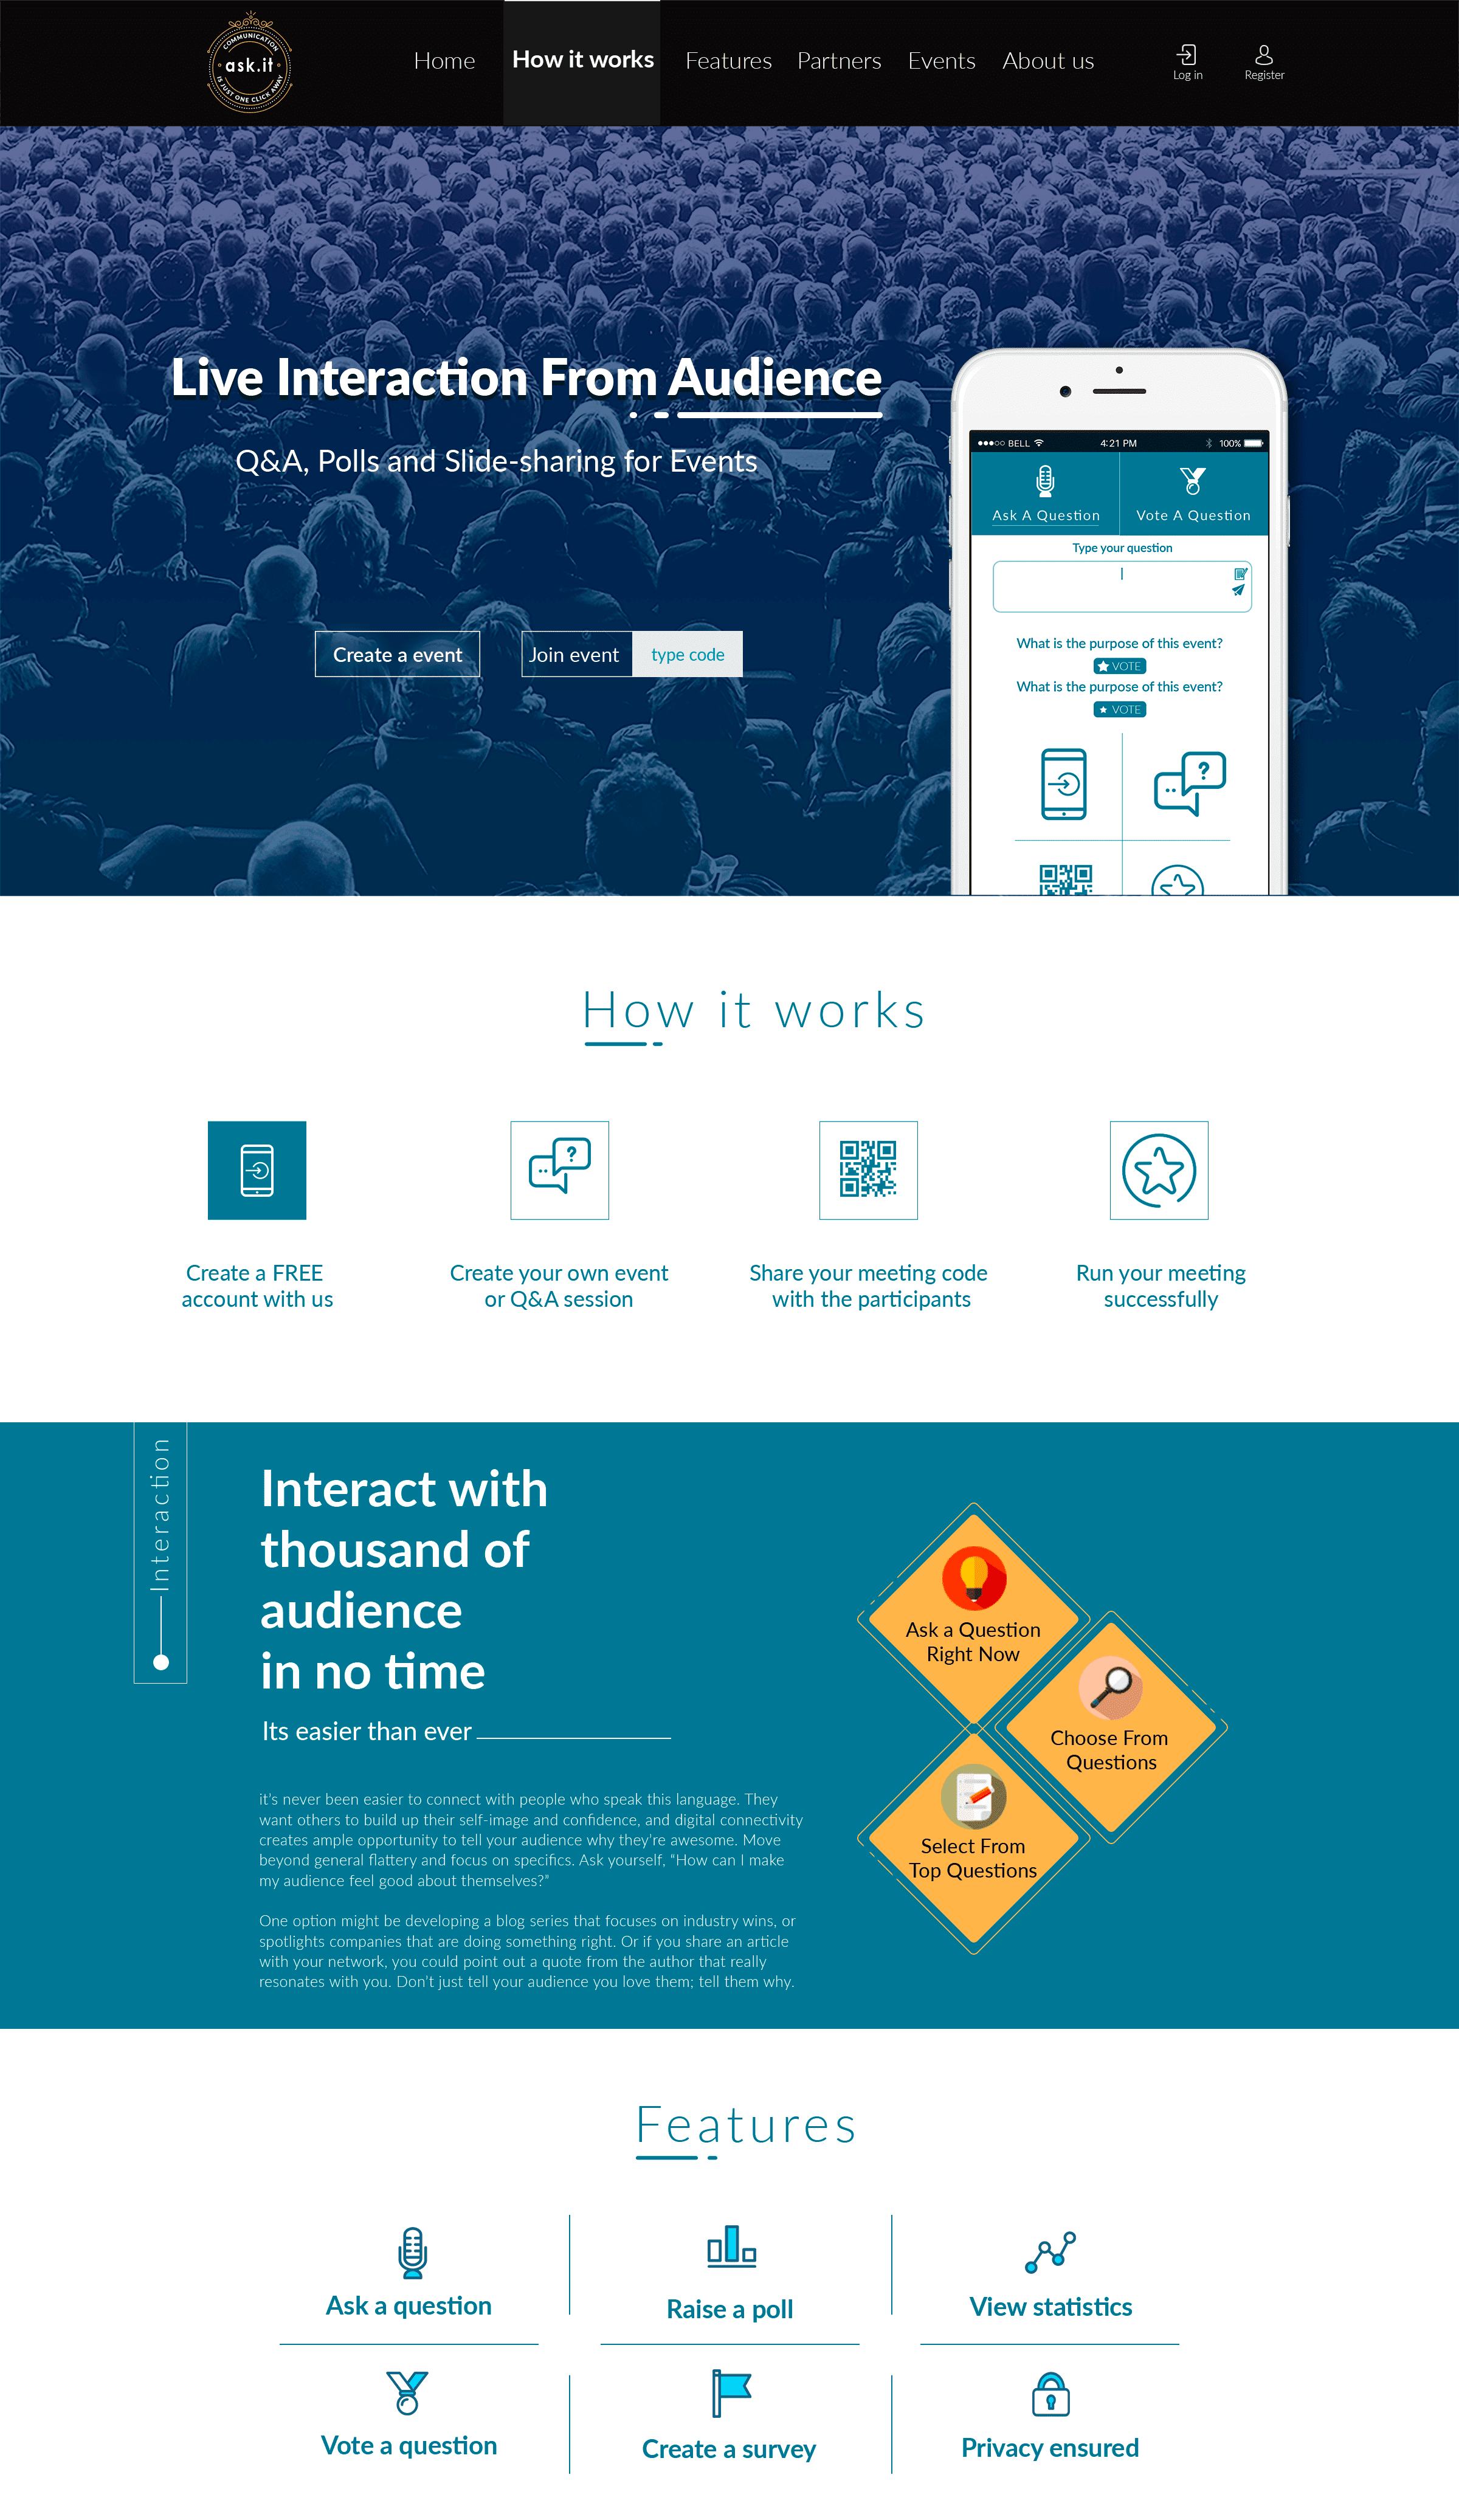 COMMUNICATION
ask.it
IS JUST ONE CLICK AWAY
Home
How it works
Features
Partners
Events
About us
Log in
Register
Live Interaction From Audience
Q&A, Polls and Slide-sharing for Events
Create a event
Join event
type code
BELL
4:21 PM
100%
Ask A Question
Vote A Question
Type your question
What is the purpose of this event?
VOTE
What is the purpose of this event?
VOTE
?
How it works
?
Create a FREE
account with us
Create your own event
or Q&A session
Share your meeting code
with the participants
Run your meeting
successfully
Interaction
Interact with
thousand of
audience
in no time
Its easier than ever
it's never been easier to connect with people who speak this language. They
want others to build up their self-image and confidence, and digital connectivity
creates ample opportunity to tell your audience why they're awesome. Move
beyond general flattery and focus on specifics. Ask yourself, “How can I make
my audience feel good about themselves?”
One option might be developing a blog series that focuses on industry wins, or
spotlights companies that are doing something right. Or if you share an article
with your network, you could point out a quote from the author that really
resonates with you. Don't just tell your audience you love them; tell them why.
Ask a Question
Right Now
Choose From
Questions
Select From
Top Questions
Features
Ask a question
Raise a poll
View statistics
Vote a question
Create a survey
Privacy ensured